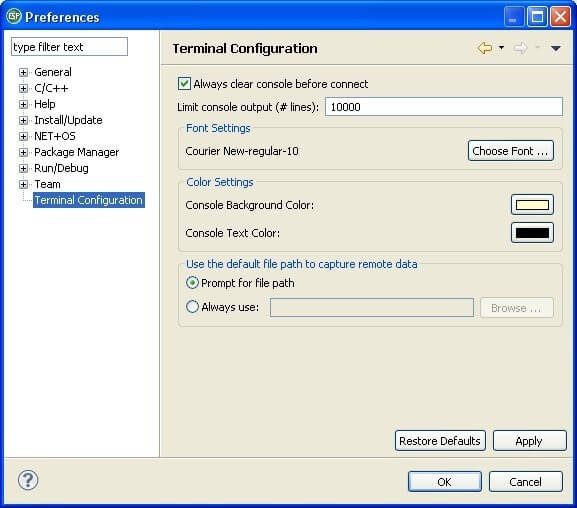 ESP Preferences
type filter text
General
C/C++
Help
Install/Update
NET+OS
Package Manager
Run/Debug
Team
Terminal Configuration
Terminal Configuration
Always clear console before connect
Limit console output (# lines): 10000
Font Settings
Courier New-regular-10 Choose Font ...
Color Settings
Console Background Color:
Console Text Color:
Use the default file path to capture remote data
Prompt for file path
Always use: Browse ...
Restore Defaults Apply
? OK Cancel